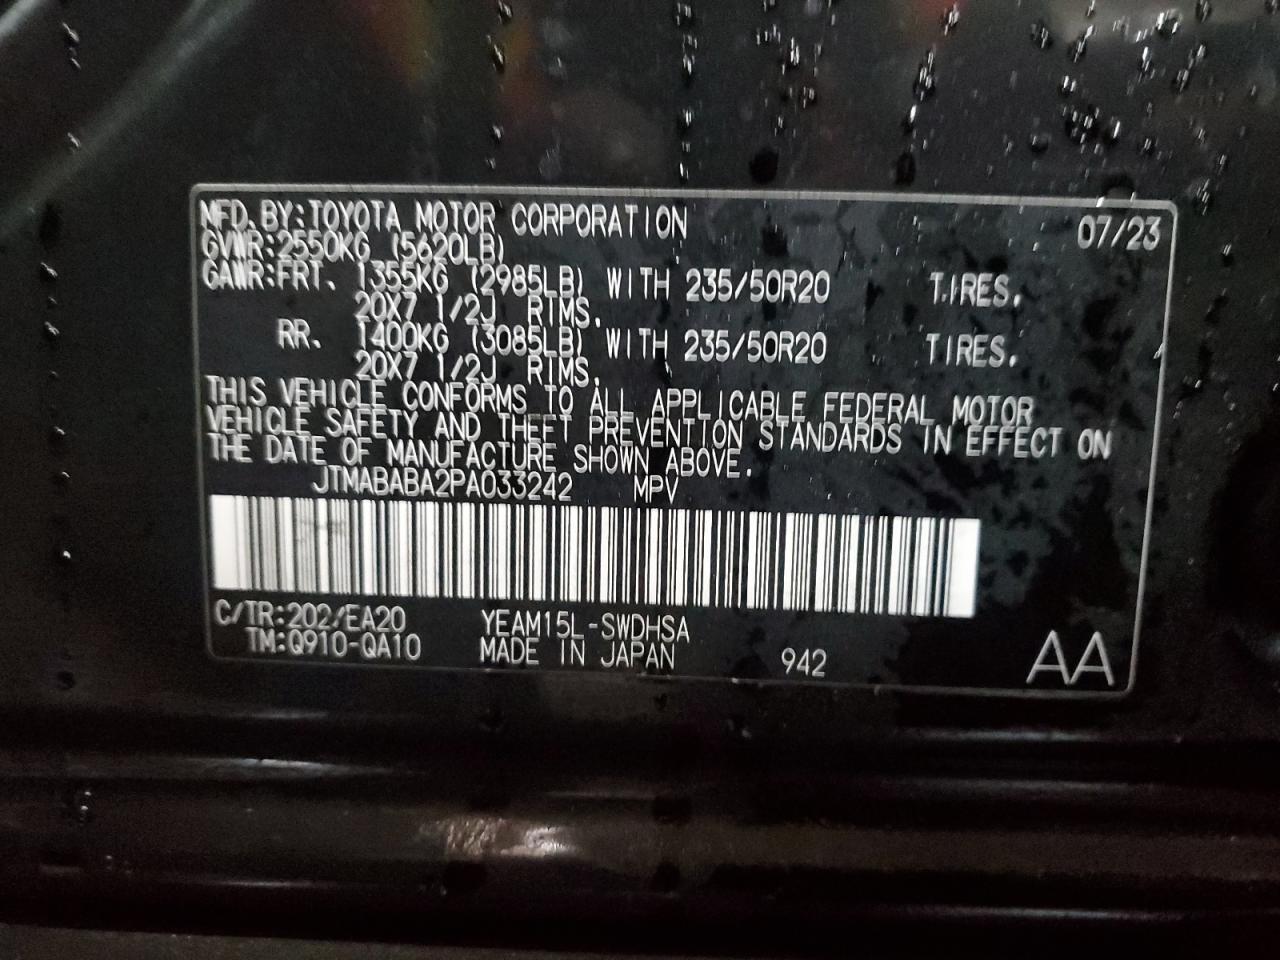 MFD. BY: TOYOTA MOTOR CORPORATION 07/23
GVWR: 2550KG (5620LB)
GAWR: FRT. 1355KG (2985LB) WITH 235/50R20 TIRES,
20X7 1/2J RIMS,
RR. 1400KG (3085LB) WITH 235/50R20 TIRES,
20X7 1/2J RIMS.
THIS VEHICLE CONFORMS TO ALL APPLICABLE FEDERAL MOTOR
VEHICLE SAFETY AND THEFT PREVENTION STANDARDS IN EFFECT ON
THE DATE OF MANUFACTURE SHOWN ABOVE.
JTMABABA2PA033242 MPV
C/TR: 202/EA20 YEAM15L-SWDHSA
TM: Q910-QA10 MADE IN JAPAN 942 AA